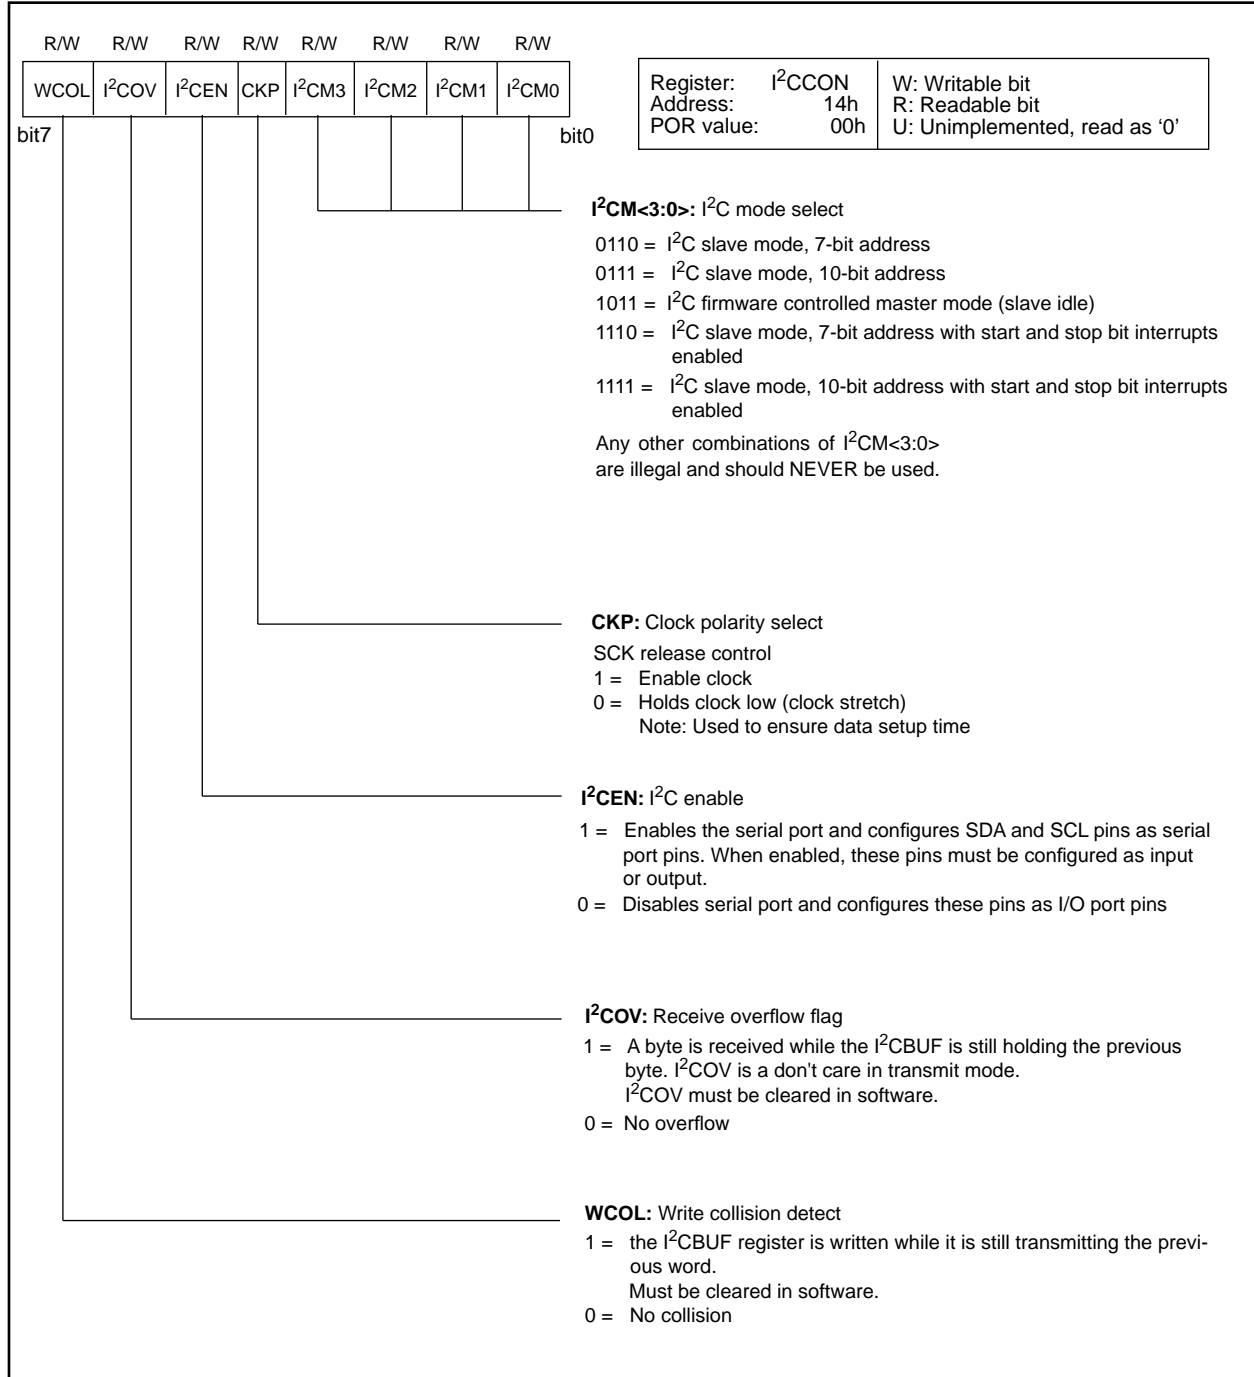 R/W R/W R/W R/W R/W R/W R/W R/W
WCOL I²COV I²CEN CKP I²CM3 I²CM2 I²CM1 I²CM0
bit7 bit0
Register: I²CCON
Address: 14h
POR value: 00h
W: Writable bit
R: Readable bit
U: Unimplemented, read as ‘0’
I²CM<3:0>: I²C mode select
0110 = I²C slave mode, 7-bit address
0111 = I²C slave mode, 10-bit address
1011 = I²C firmware controlled master mode (slave idle)
1110 = I²C slave mode, 7-bit address with start and stop bit interrupts
enabled
1111 = I²C slave mode, 10-bit address with start and stop bit interrupts
enabled
Any other combinations of I²CM<3:0>
are illegal and should NEVER be used.
CKP: Clock polarity select
SCK release control
1 = Enable clock
0 = Holds clock low (clock stretch)
Note: Used to ensure data setup time
I²CEN: I²C enable
1 = Enables the serial port and configures SDA and SCL pins as serial
port pins. When enabled, these pins must be configured as input
or output.
0 = Disables serial port and configures these pins as I/O port pins
I²COV: Receive overflow flag
1 = A byte is received while the I²CBUF is still holding the previous
byte. I²COV is a don't care in transmit mode.
I²COV must be cleared in software.
0 = No overflow
WCOL: Write collision detect
1 = the I²CBUF register is written while it is still transmitting the previ-
ous word.
Must be cleared in software.
0 = No collision